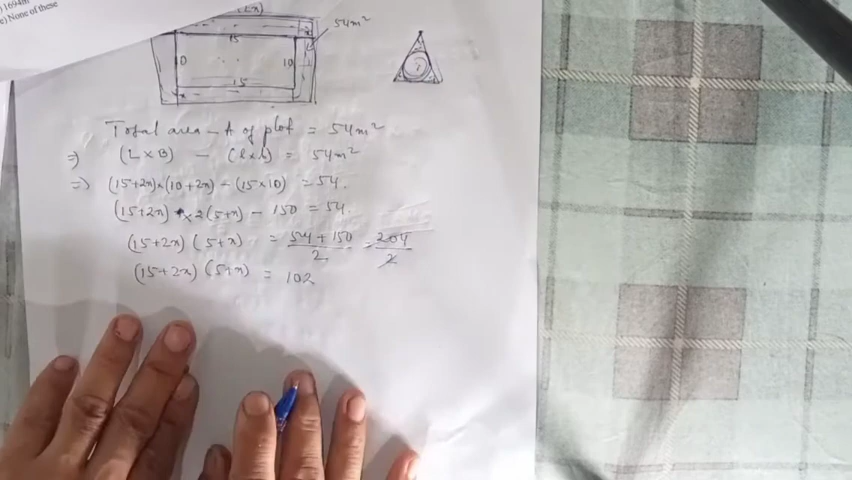 ) 1694m
e) None of these
54m²
15
10
10
15
x
Total area - A of plot = 54m²
⇒ (L × B) - (l × b) = 54m²
⇒ (15+2x) × (10+2x) - (15×10) = 54.
(15+2x) × 2(5+x) - 150 = 54.
(15+2x) (5+x) = 54+150/2 = 204/2
(15+2x) (5+x) = 102